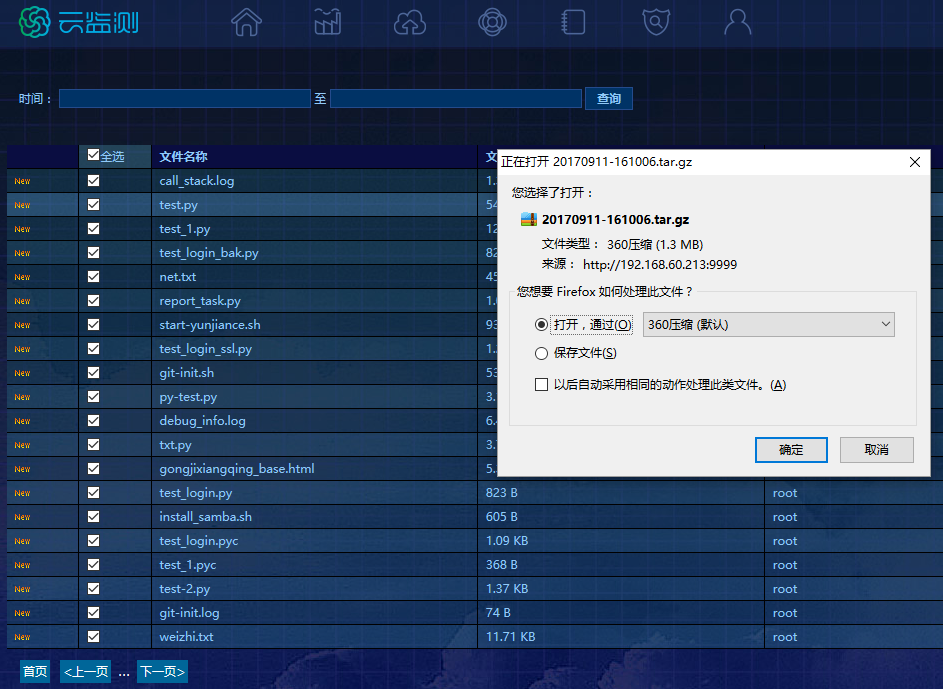 云监测
时间： 至 查询
全选 文件名称 文
New call_stack.log 1.
New test.py 54
New test_1.py 12
New test_login_bak.py 82
New net.txt 45
New report_task.py 1.
New start-yunjiance.sh 93
New test_login_ssl.py 1.
New git-init.sh 53
New py-test.py 3.
New debug_info.log 6.
New txt.py 3.
New gongjixiangqing_base.html 5.
New test_login.py 823 B root
New install_samba.sh 605 B root
New test_login.pyc 1.09 KB root
New test_1.pyc 368 B root
New test-2.py 1.37 KB root
New git-init.log 74 B root
New weizhi.txt 11.71 KB root
首页 <上一页 ... 下一页>
正在打开 20170911-161006.tar.gz
您选择了打开：
20170911-161006.tar.gz
文件类型： 360压缩 (1.3 MB)
来源： http://192.168.60.213:9999
您想要 Firefox 如何处理此文件？
打开，通过(O) 360压缩 (默认)
保存文件(S)
以后自动采用相同的动作处理此类文件。(A)
确定 取消